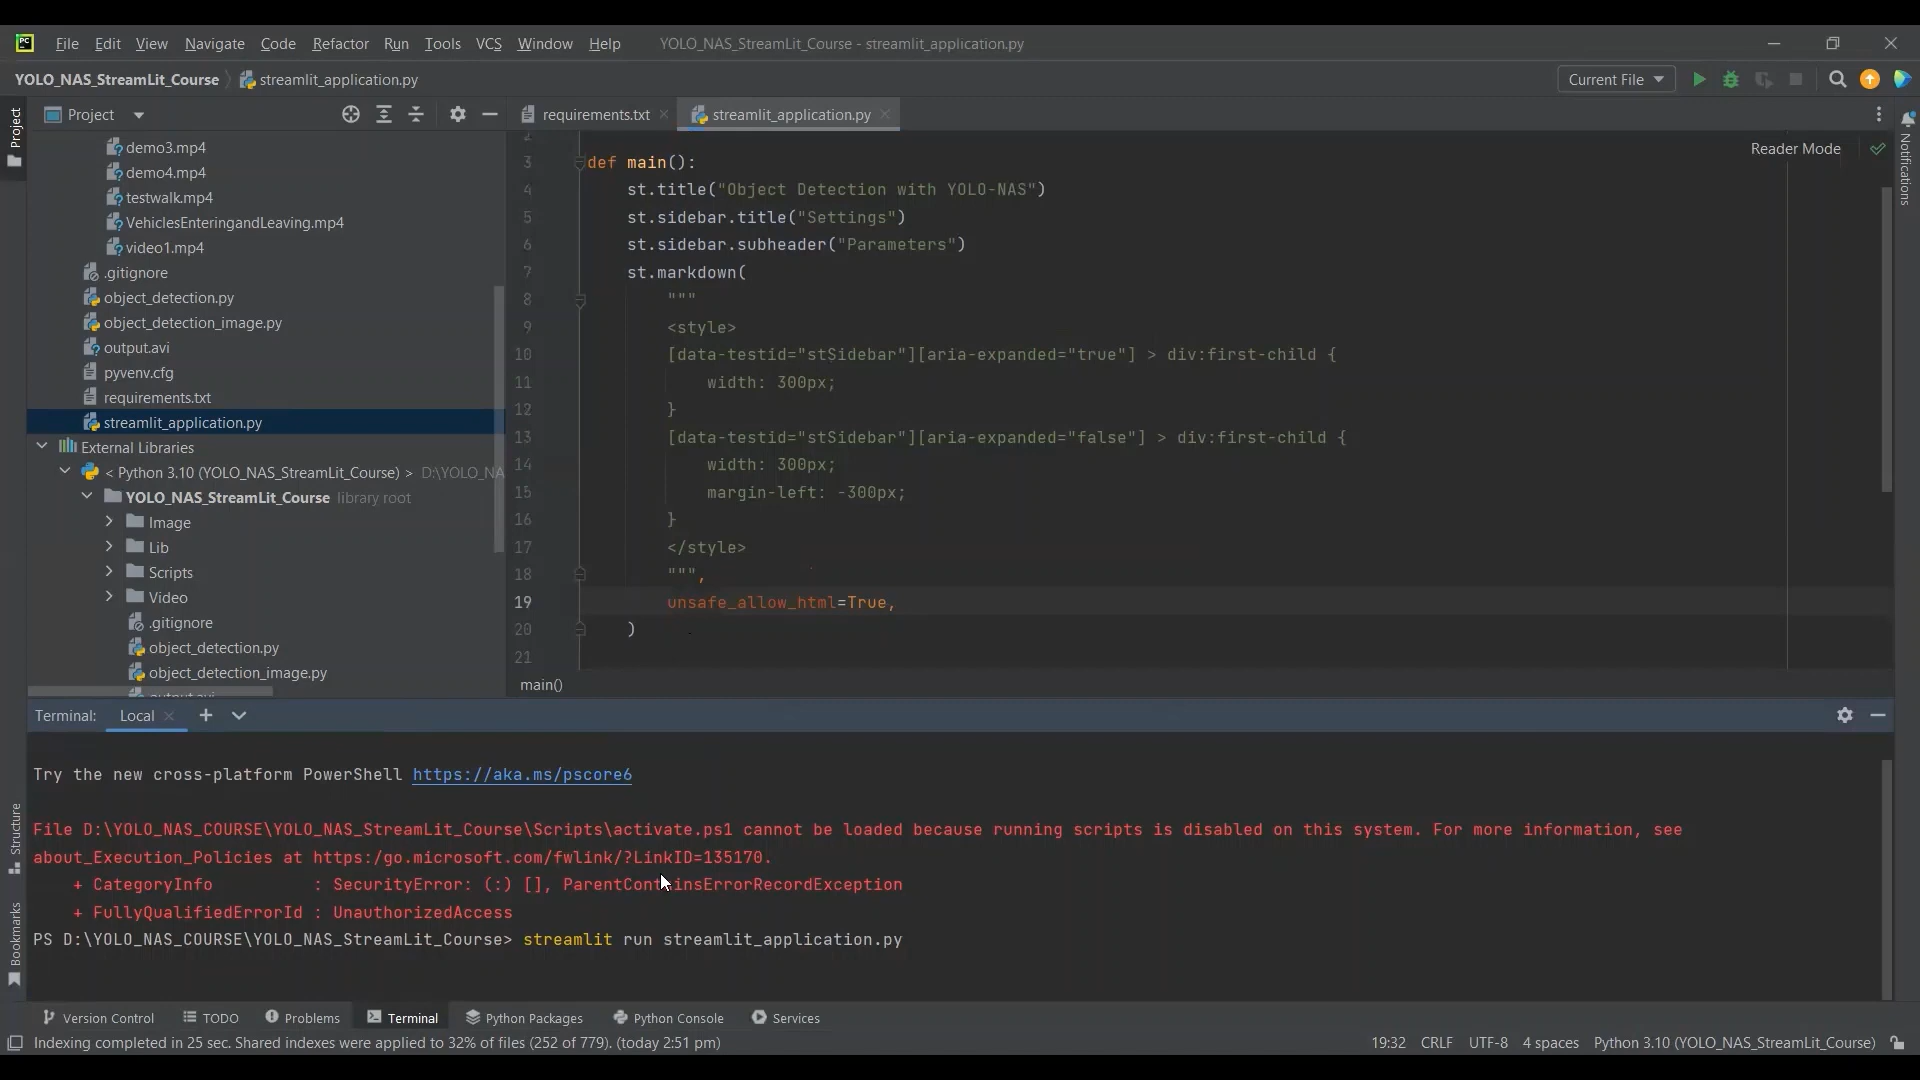 PC File Edit View Navigate Code Refactor Run Tools VCS Window Help YOLO_NAS_StreamLit_Course - streamlit_application.py
YOLO_NAS_StreamLit_Course streamlit_application.py Current File
Project
Project
requirements.txt
streamlit_application.py
Reader Mode
Notifications
demo3.mp4
demo4.mp4
testwalk.mp4
VehiclesEnteringandLeaving.mp4
video1.mp4
.gitignore
object_detection.py
object_detection_image.py
output.avi
pyvenv.cfg
requirements.txt
streamlit_application.py
External Libraries
< Python 3.10 (YOLO_NAS_StreamLit_Course) > D:\YOLO_NA
YOLO_NAS_StreamLit_Course library root
Image
Lib
Scripts
Video
.gitignore
object_detection.py
object_detection_image.py
3 def main():
4 st.title("Object Detection with YOLO-NAS")
5 st.sidebar.title("Settings")
6 st.sidebar.subheader("Parameters")
7 st.markdown(
8 """
9 <style>
10 [data-testid="stSidebar"][aria-expanded="true"] > div:first-child {
11 width: 300px;
12 }
13 [data-testid="stSidebar"][aria-expanded="false"] > div:first-child {
14 width: 300px;
15 margin-left: -300px;
16 }
17 </style>
18 """,
19 unsafe_allow_html=True,
20 )
21
main()
Terminal: Local
Try the new cross-platform PowerShell https://aka.ms/pscore6
File D:\YOLO_NAS_COURSE\YOLO_NAS_StreamLit_Course\Scripts\activate.ps1 cannot be loaded because running scripts is disabled on this system. For more information, see
about_Execution_Policies at https:/go.microsoft.com/fwlink/?LinkID=135170.
+ CategoryInfo : SecurityError: (:) [], ParentContainsErrorRecordException
+ FullyQualifiedErrorId : UnauthorizedAccess
PS D:\YOLO_NAS_COURSE\YOLO_NAS_StreamLit_Course> streamlit run streamlit_application.py
Structure
Bookmarks
Version Control TODO Problems Terminal Python Packages Python Console Services
Indexing completed in 25 sec. Shared indexes were applied to 32% of files (252 of 779). (today 2:51 pm) 19:32 CRLF UTF-8 4 spaces Python 3.10 (YOLO_NAS_StreamLit_Course)